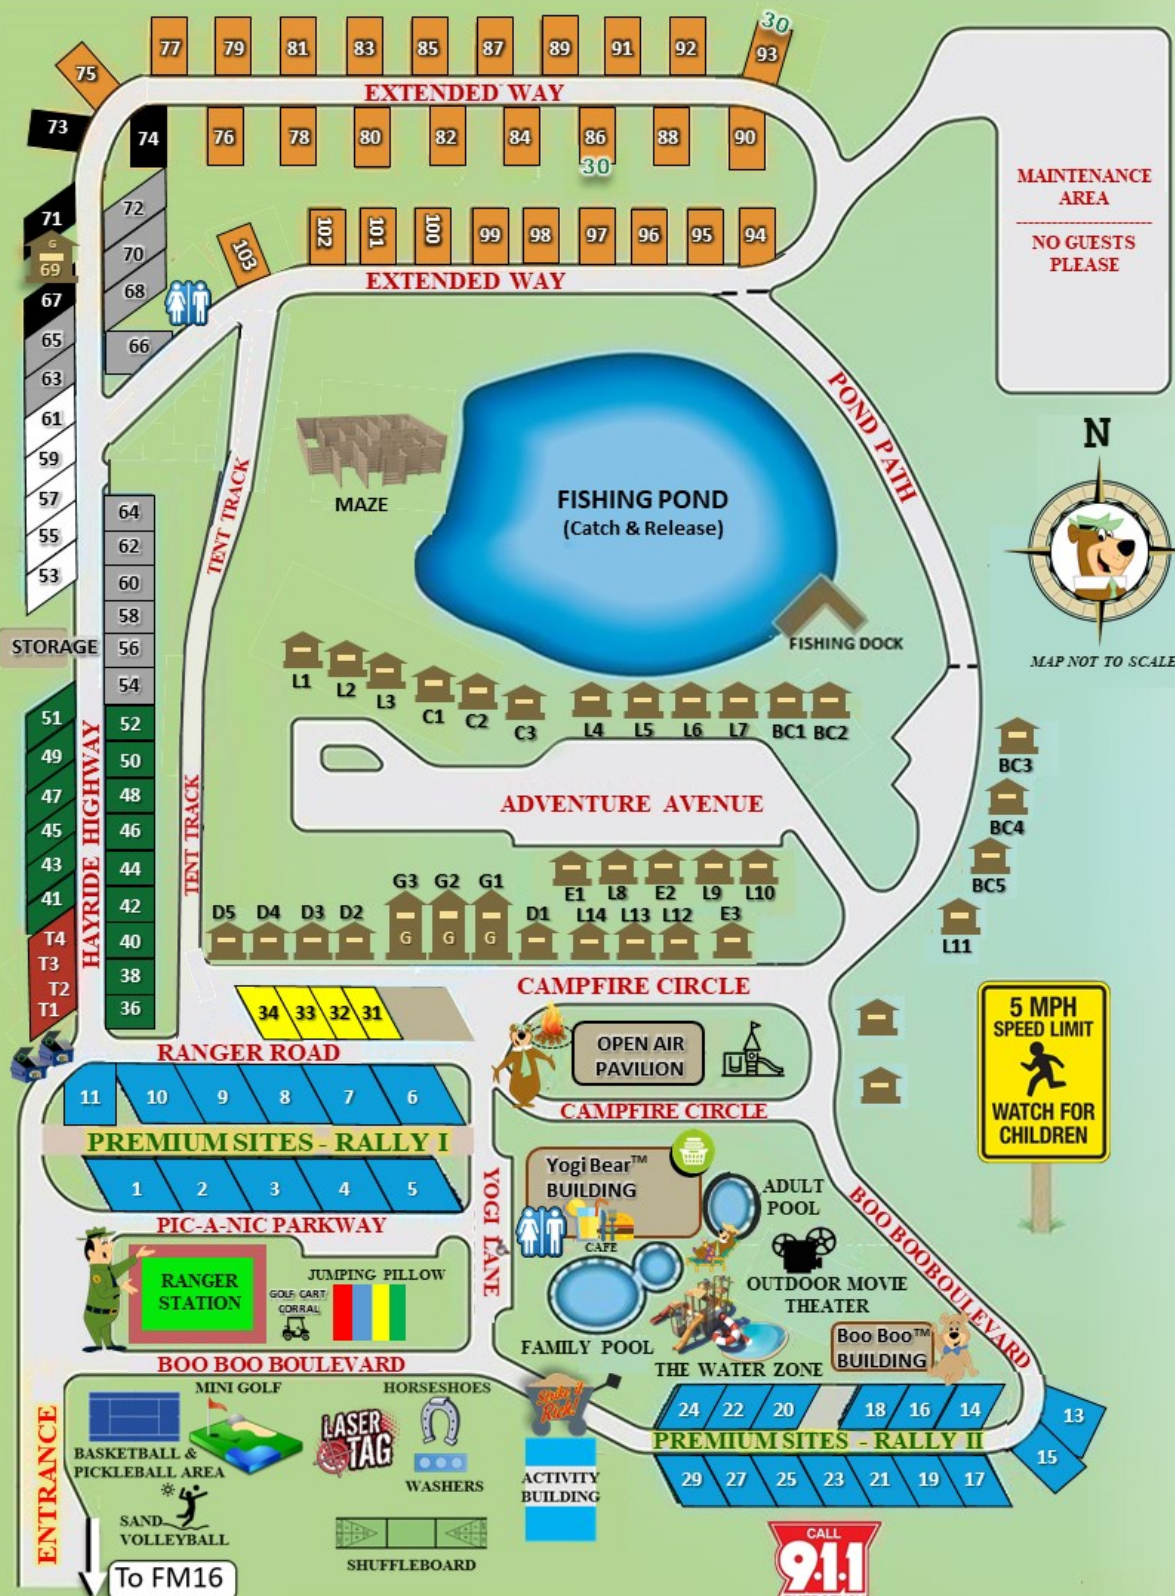 77
79
81
83
85
87
89
91
92
30
93
75
EXTENDED WAY
73
74
76
78
80
82
84
86
30
88
90
MAINTENANCE
AREA
NO GUESTS
PLEASE
71
72
70
68
G
69
67
103
102
101
100
99
98
97
96
95
94
EXTENDED WAY
65
66
63
61
59
57
55
53
64
62
60
58
56
54
STORAGE
TENT TRACK
MAZE
FISHING POND
(Catch & Release)
POND PATH
FISHING DOCK
N
MAP NOT TO SCALE
L1
L2
L3
C1
C2
C3
L4
L5
L6
L7
BC1
BC2
BC3
BC4
BC5
L11
51
49
47
45
43
41
52
50
48
46
44
42
40
38
36
HAYRIDE HIGHWAY
TENT TRACK
ADVENTURE AVENUE
T4
T3
T2
T1
D5
D4
D3
D2
G3
G2
G1
G
G
G
D1
E1
L8
E2
L9
L10
L14
L13
L12
E3
CAMPFIRE CIRCLE
34
33
32
31
RANGER ROAD
OPEN AIR
PAVILION
CAMPFIRE CIRCLE
5 MPH
SPEED LIMIT
WATCH FOR
CHILDREN
11
10
9
8
7
6
PREMIUM SITES - RALLY I
1
2
3
4
5
PIC-A-NIC PARKWAY
YOGI LANE
Yogi Bear™
BUILDING
CAFE
ADULT
POOL
BOO BOOBOULEVARD
RANGER
STATION
JUMPING PILLOW
GOLF CART
CORRAL
OUTDOOR MOVIE
THEATER
FAMILY POOL
THE WATER ZONE
Boo Boo™
BUILDING
BOO BOO BOULEVARD
ENTRANCE
MINI GOLF
BASKETBALL &
PICKLEBALL AREA
LASER
TAG
HORSESHOES
WASHERS
SAND
VOLLEYBALL
SHUFFLEBOARD
Strike it
Rich!
ACTIVITY
BUILDING
24
22
20
18
16
14
13
15
PREMIUM SITES - RALLY II
29
27
25
23
21
19
17
CALL
911
To FM16